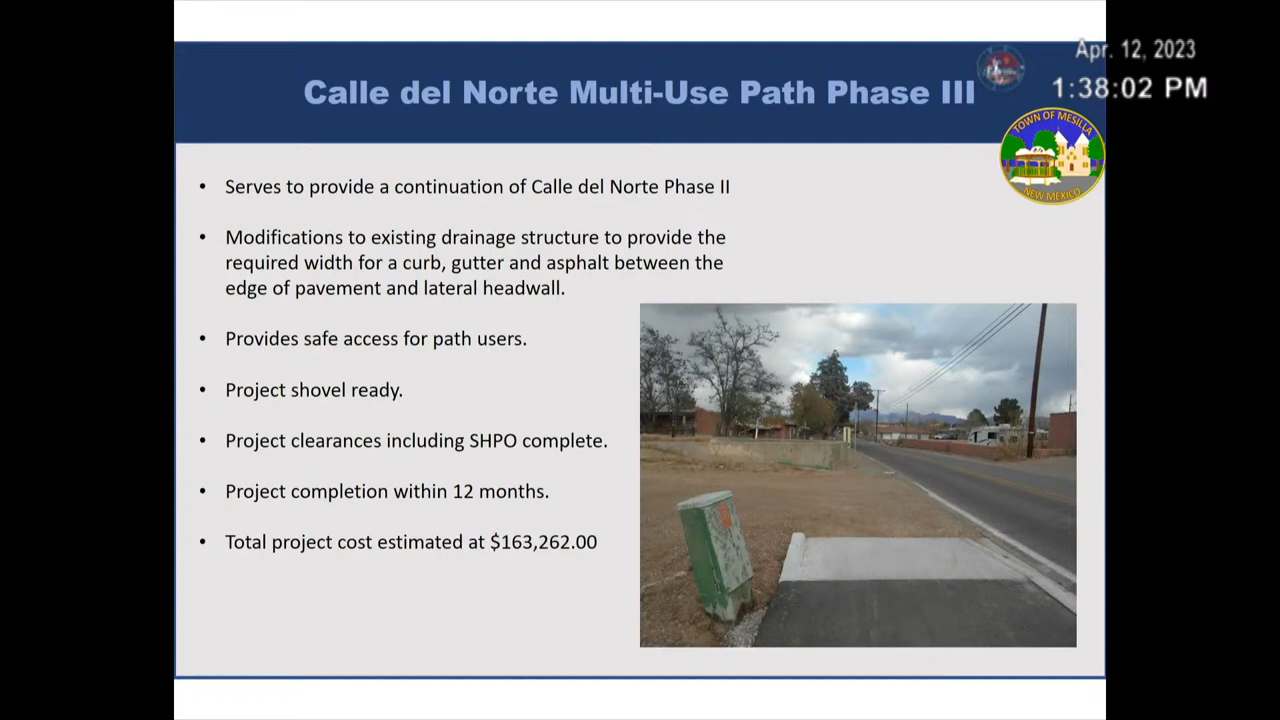 Apr. 12, 2023
1:38:02 PM
Calle del Norte Multi-Use Path Phase III
TOWN OF MESILLA
NEW MEXICO
• Serves to provide a continuation of Calle del Norte Phase II
• Modifications to existing drainage structure to provide the
required width for a curb, gutter and asphalt between the
edge of pavement and lateral headwall.
• Provides safe access for path users.
• Project shovel ready.
• Project clearances including SHPO complete.
• Project completion within 12 months.
• Total project cost estimated at $163,262.00